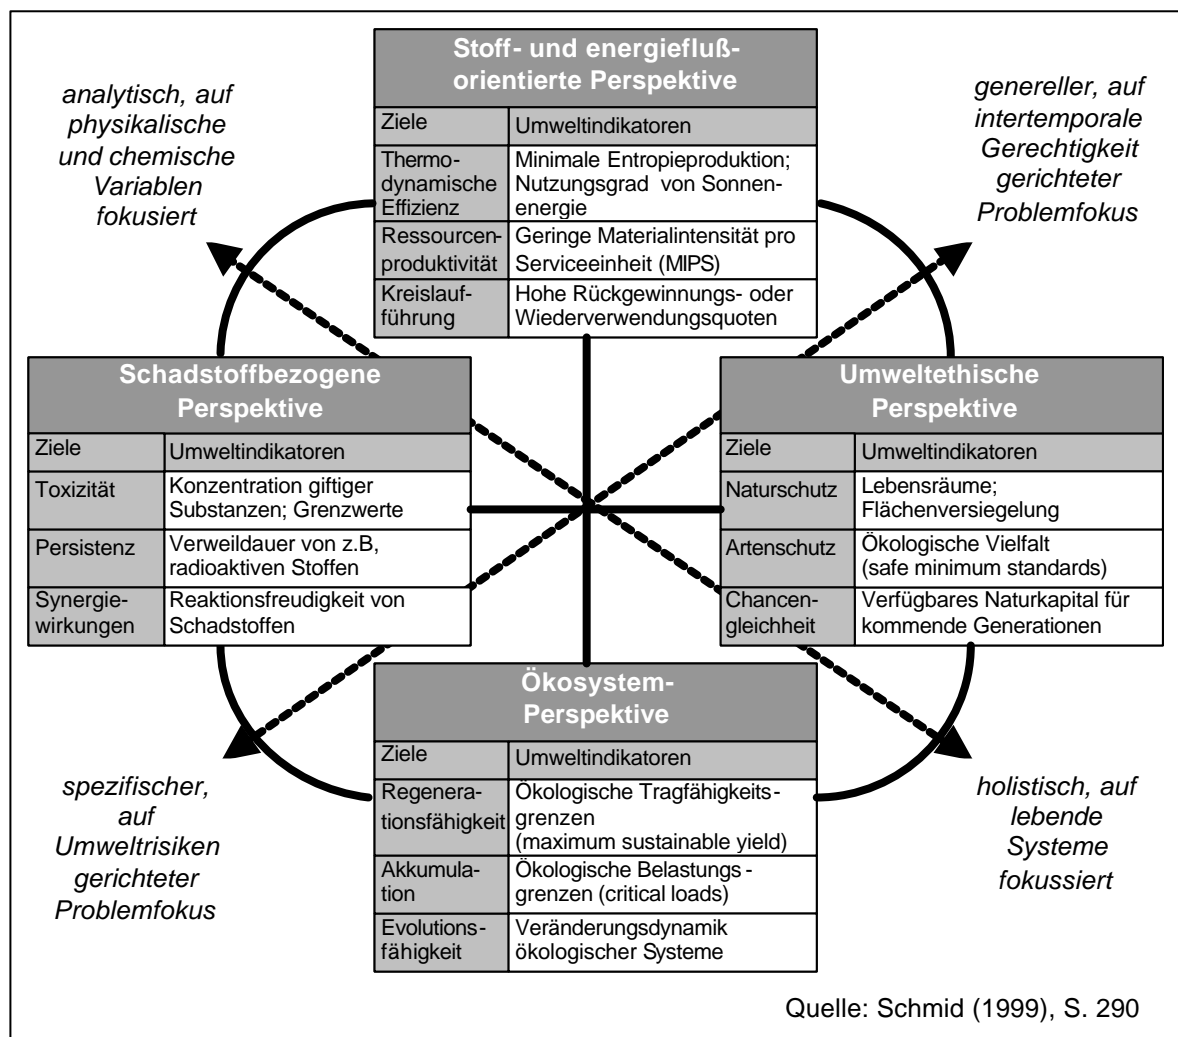 Stoff- und energiefluß-
orientierte Perspektive
Ziele Umweltindikatoren
Thermo-
dynamische
Effizienz
Minimale Entropieproduktion;
Nutzungsgrad von Sonnen-
energie
Ressourcen-
produktivität
Geringe Materialintensität pro
Serviceeinheit (MIPS)
Kreislauf-
führung
Hohe Rückgewinnungs- oder
Wiederverwendungsquoten
analytisch, auf
physikalische
und chemische
Variablen
fokusiert
genereller, auf
intertemporale
Gerechtigkeit
gerichteter
Problemfokus
Schadstoffbezogene
Perspektive
Ziele Umweltindikatoren
Toxizität
Konzentration giftiger
Substanzen; Grenzwerte
Persistenz
Verweildauer von z.B,
radioaktiven Stoffen
Synergie-
wirkungen
Reaktionsfreudigkeit von
Schadstoffen
Umweltethische
Perspektive
Ziele Umweltindikatoren
Naturschutz
Lebensräume;
Flächenversiegelung
Artenschutz
Ökologische Vielfalt
(safe minimum standards)
Chancen-
gleichheit
Verfügbares Naturkapital für
kommende Generationen
Ökosystem-
Perspektive
Ziele Umweltindikatoren
Regenera-
tionsfähigkeit
Ökologische Tragfähigkeits-
grenzen
(maximum sustainable yield)
Akkumula-
tion
Ökologische Belastungs -
grenzen (critical loads)
Evolutions-
fähigkeit
Veränderungsdynamik
ökologischer Systeme
spezifischer,
auf
Umweltrisiken
gerichteter
Problemfokus
holistisch, auf
lebende
Systeme
fokussiert
Quelle: Schmid (1999), S. 290